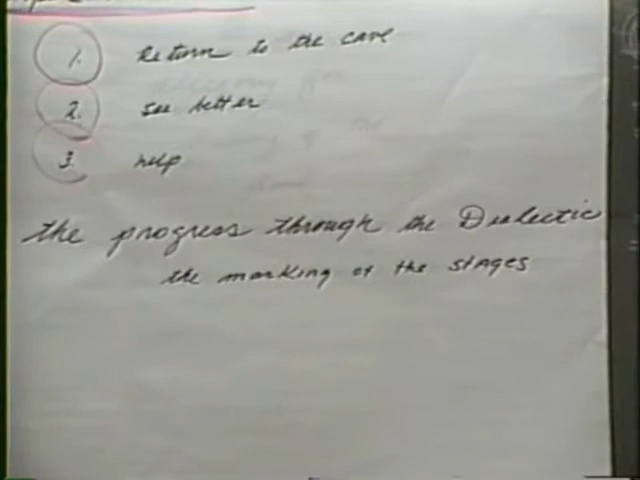 1. Return to the cave
2. see better
3. help
the progress through the Dialectic
the marking of the stages